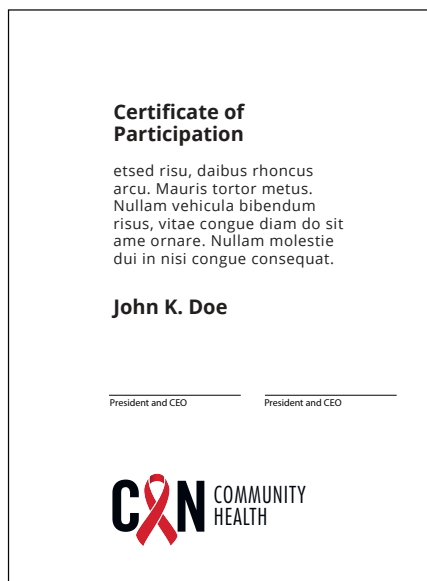 Certificate of
Participation
etsed risu, daibus rhoncus
arcu. Mauris tortor metus.
Nullam vehicula bibendum
risus, vitae congue diam do sit
ame ornare. Nullam molestie
dui in nisi congue consequat.
John K. Doe
President and CEO President and CEO
CAN COMMUNITY
HEALTH